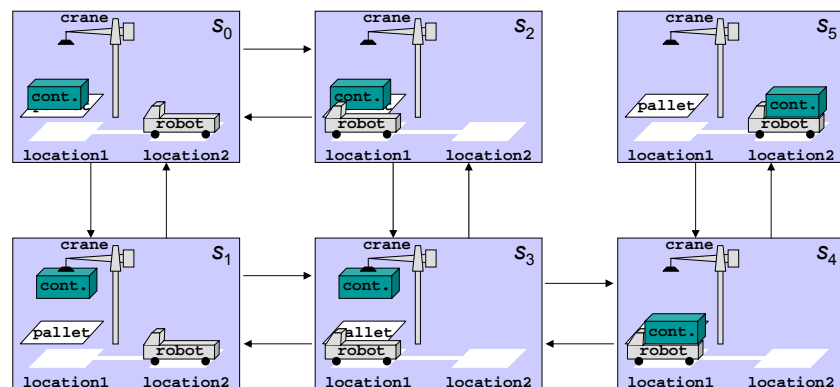 crane
s0
cont.
robot
location1 location2
crane
s2
cont.
robot
location1 location2
crane
s5
pallet
cont.
robot
location1 location2
crane
s1
cont.
pallet
robot
location1 location2
crane
s3
cont.
allet
robot
location1 location2
crane
s4
cont.
robot
location1 location2